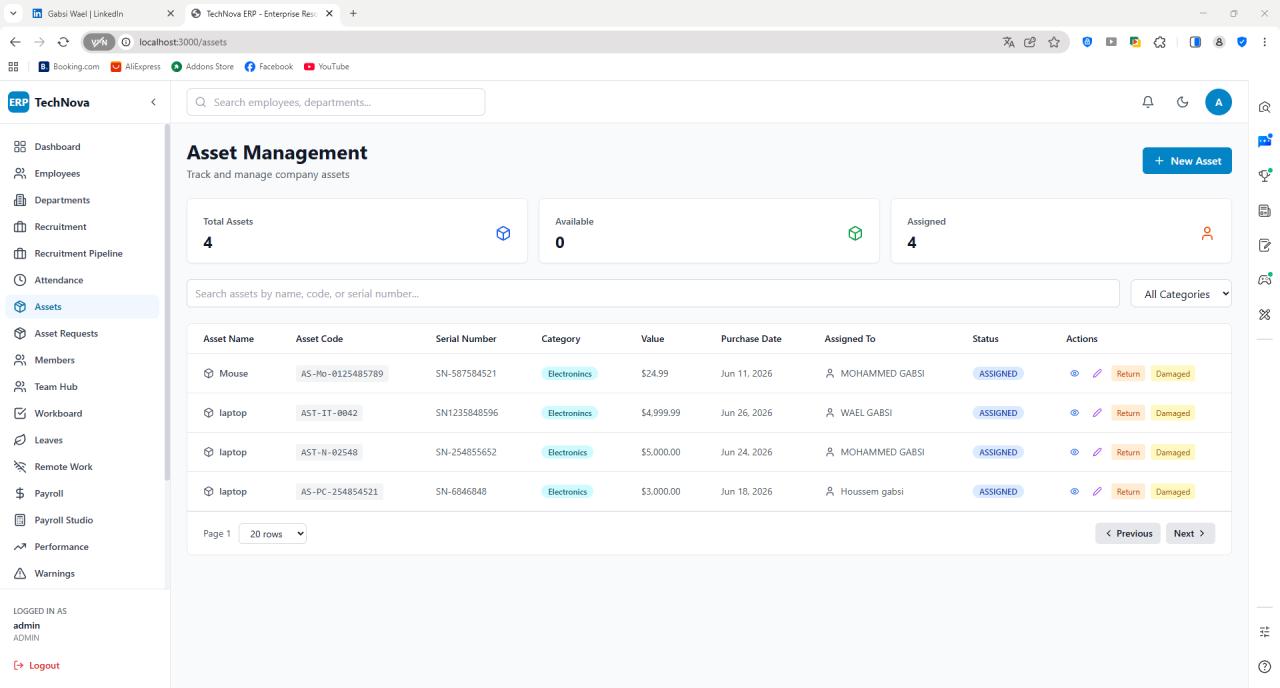 Gabsi Wael | LinkedIn
TechNova ERP - Enterprise Reso
VPN
localhost:3000/assets
B. Booking.com AliExpress Addons Store Facebook YouTube
ERP TechNova
Search employees, departments...
A
Dashboard
Employees
Departments
Recruitment
Recruitment Pipeline
Attendance
Assets
Asset Requests
Members
Team Hub
Workboard
Leaves
Remote Work
Payroll
Payroll Studio
Performance
Warnings
LOGGED IN AS
admin
ADMIN
Logout
Asset Management
Track and manage company assets
+ New Asset
Total Assets
4
Available
0
Assigned
4
Search assets by name, code, or serial number...
All Categories
Asset Name Asset Code Serial Number Category Value Purchase Date Assigned To Status Actions
Mouse AS-Mo-0125485789 SN-587584521 Electroninics $24.99 Jun 11, 2026 MOHAMMED GABSI ASSIGNED Return Damaged
laptop AST-IT-0042 SN1235848596 Electroninics $4,999.99 Jun 26, 2026 WAEL GABSI ASSIGNED Return Damaged
laptop AST-N-02548 SN-254855652 Electronics $5,000.00 Jun 24, 2026 MOHAMMED GABSI ASSIGNED Return Damaged
laptop AS-PC-254854521 SN-6846848 Electronics $3,000.00 Jun 18, 2026 Houssem gabsi ASSIGNED Return Damaged
Page 1 20 rows Previous Next